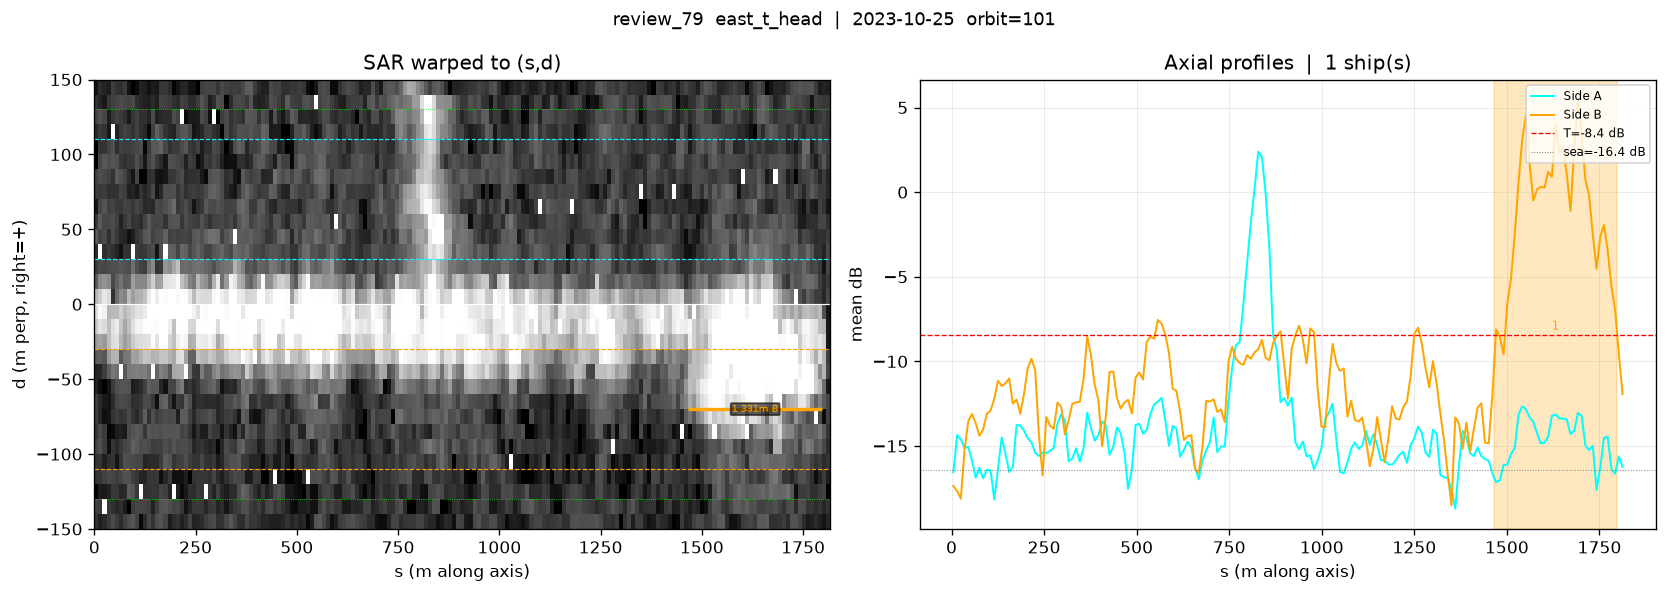 review_79  east_t_head  |  2023-10-25  orbit=101
SAR warped to (s,d)
150
100
50
0
−50
−100
−150
d (m perp, right=+)
1.331m B
0
250
500
750
1000
1250
1500
1750
s (m along axis)
Axial profiles  |  1 ship(s)
5
0
−5
−10
−15
mean dB
Side A
Side B
T=-8.4 dB
sea=-16.4 dB
1
0
250
500
750
1000
1250
1500
1750
s (m along axis)